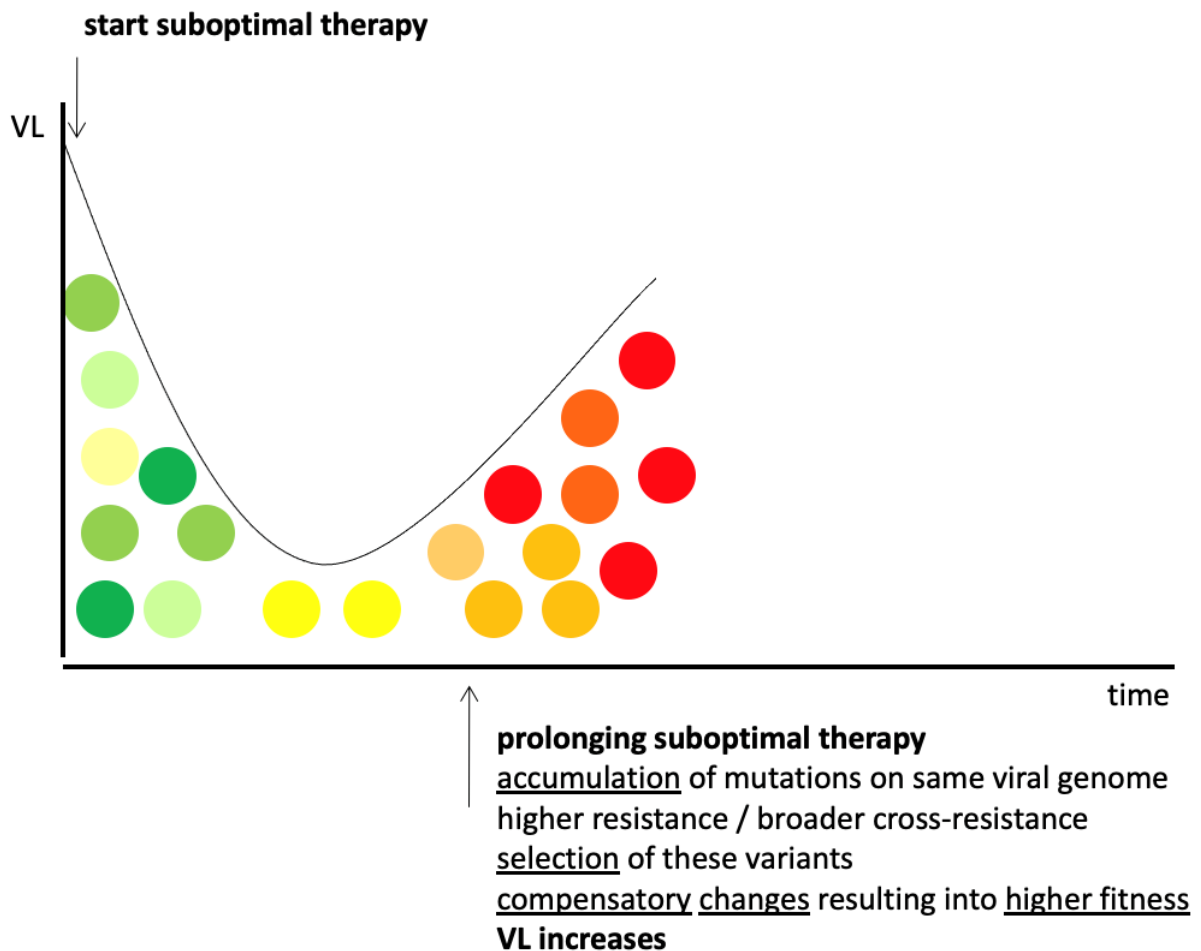 start suboptimal therapy
VL
time
prolonging suboptimal therapy
accumulation of mutations on same viral genome
higher resistance / broader cross-resistance
selection of these variants
compensatory changes resulting into higher fitness
VL increases